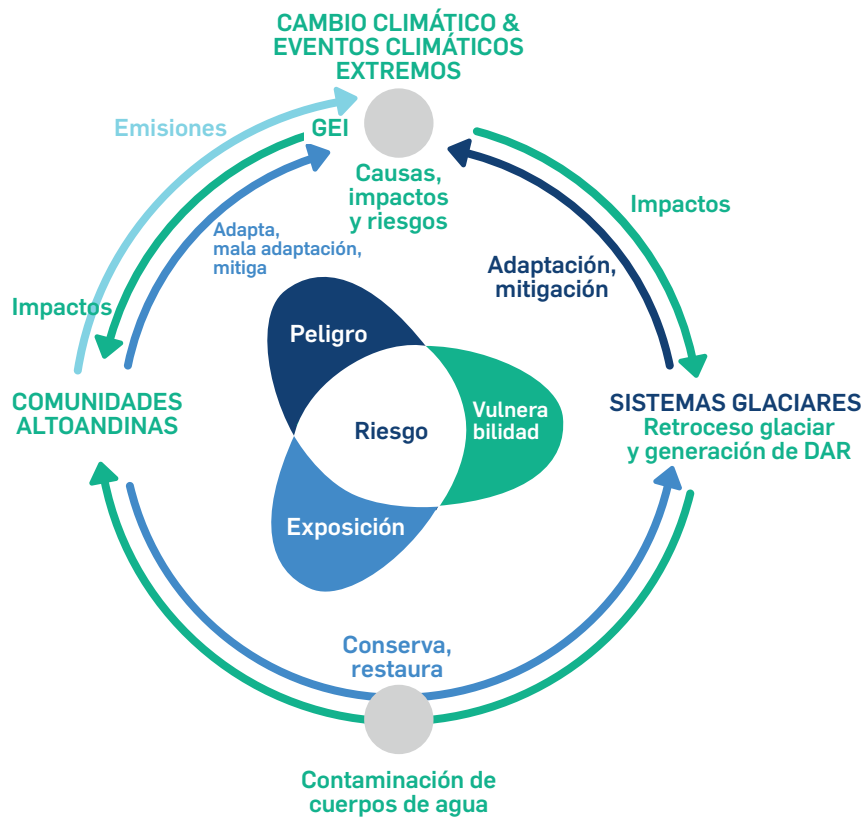 CAMBIO CLIMÁTICO &
EVENTOS CLIMÁTICOS
EXTREMOS
Emisiones
GEI
Causas,
impactos
y riesgos
Impactos
Adapta,
mala adaptación,
mitiga
Adaptación,
mitigación
Impactos
Peligro
COMUNIDADES
ALTOANDINAS
Riesgo
Vulnera
bilidad
SISTEMAS GLACIARES
Retroceso glaciar
y generación de DAR
Exposición
Conserva,
restaura
Contaminación de
cuerpos de agua